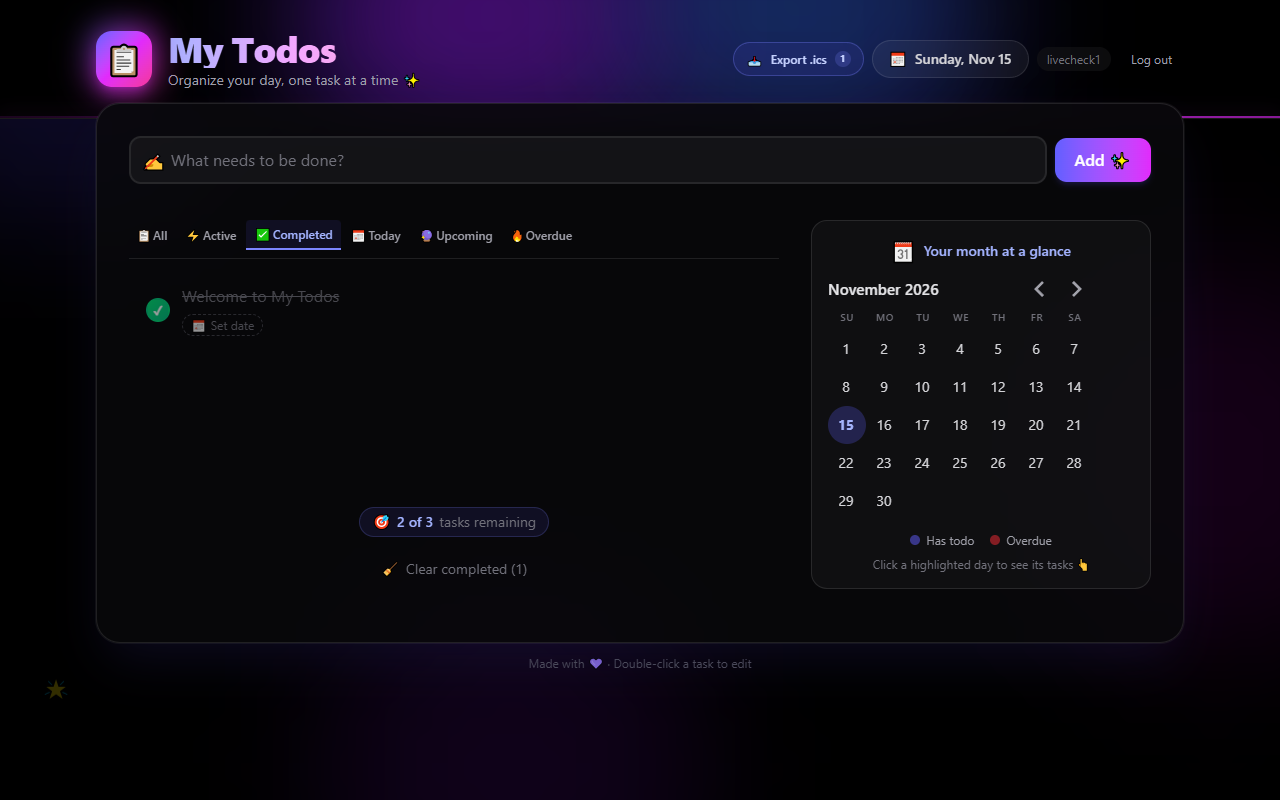 My Todos
Organize your day, one task at a time ✨
Export .ics 1
Sunday, Nov 15
livecheck1
Log out
What needs to be done?
Add ✨
All
Active
Completed
Today
Upcoming
Overdue
Welcome to My Todos
Set date
2 of 3 tasks remaining
Clear completed (1)
31 Your month at a glance
November 2026
SU MO TU WE TH FR SA
1 2 3 4 5 6 7
8 9 10 11 12 13 14
15 16 17 18 19 20 21
22 23 24 25 26 27 28
29 30
Has todo
Overdue
Click a highlighted day to see its tasks 👆
Made with 💜 · Double-click a task to edit